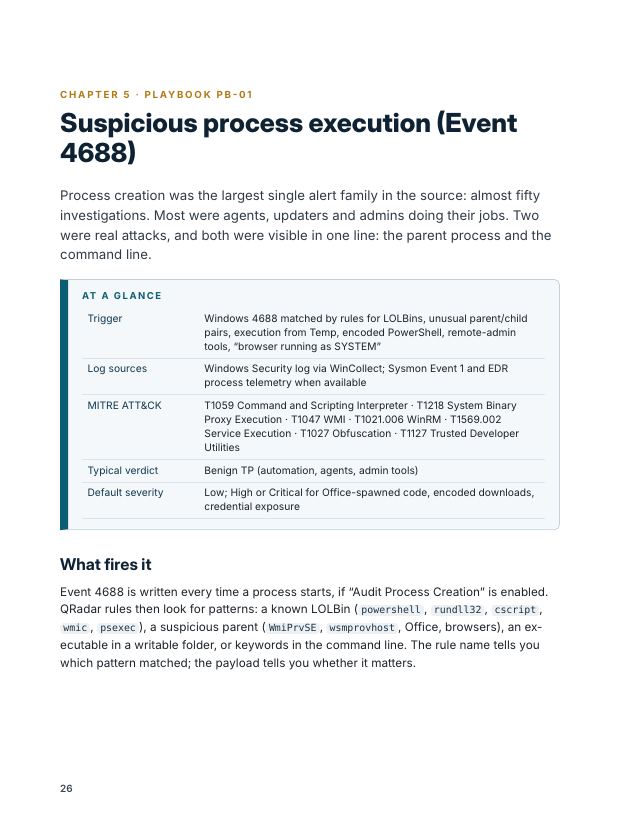 CHAPTER 5 · PLAYBOOK PB-01
Suspicious process execution (Event
4688)
Process creation was the largest single alert family in the source: almost fifty
investigations. Most were agents, updaters and admins doing their jobs. Two
were real attacks, and both were visible in one line: the parent process and the
command line.
AT A GLANCE
Trigger
Windows 4688 matched by rules for LOLBins, unusual parent/child
pairs, execution from Temp, encoded PowerShell, remote-admin
tools, “browser running as SYSTEM”
Log sources
Windows Security log via WinCollect; Sysmon Event 1 and EDR
process telemetry when available
MITRE ATT&CK
T1059 Command and Scripting Interpreter · T1218 System Binary
Proxy Execution · T1047 WMI · T1021.006 WinRM · T1569.002
Service Execution · T1027 Obfuscation · T1127 Trusted Developer
Utilities
Typical verdict
Benign TP (automation, agents, admin tools)
Default severity
Low; High or Critical for Office-spawned code, encoded downloads,
credential exposure
What fires it
Event 4688 is written every time a process starts, if “Audit Process Creation” is enabled.
QRadar rules then look for patterns: a known LOLBin ( powershell , rundll32 , cscript ,
wmic , psexec ), a suspicious parent ( WmiPrvSE , wsmprovhost , Office, browsers), an ex-
ecutable in a writable folder, or keywords in the command line. The rule name tells you
which pattern matched; the payload tells you whether it matters.
26